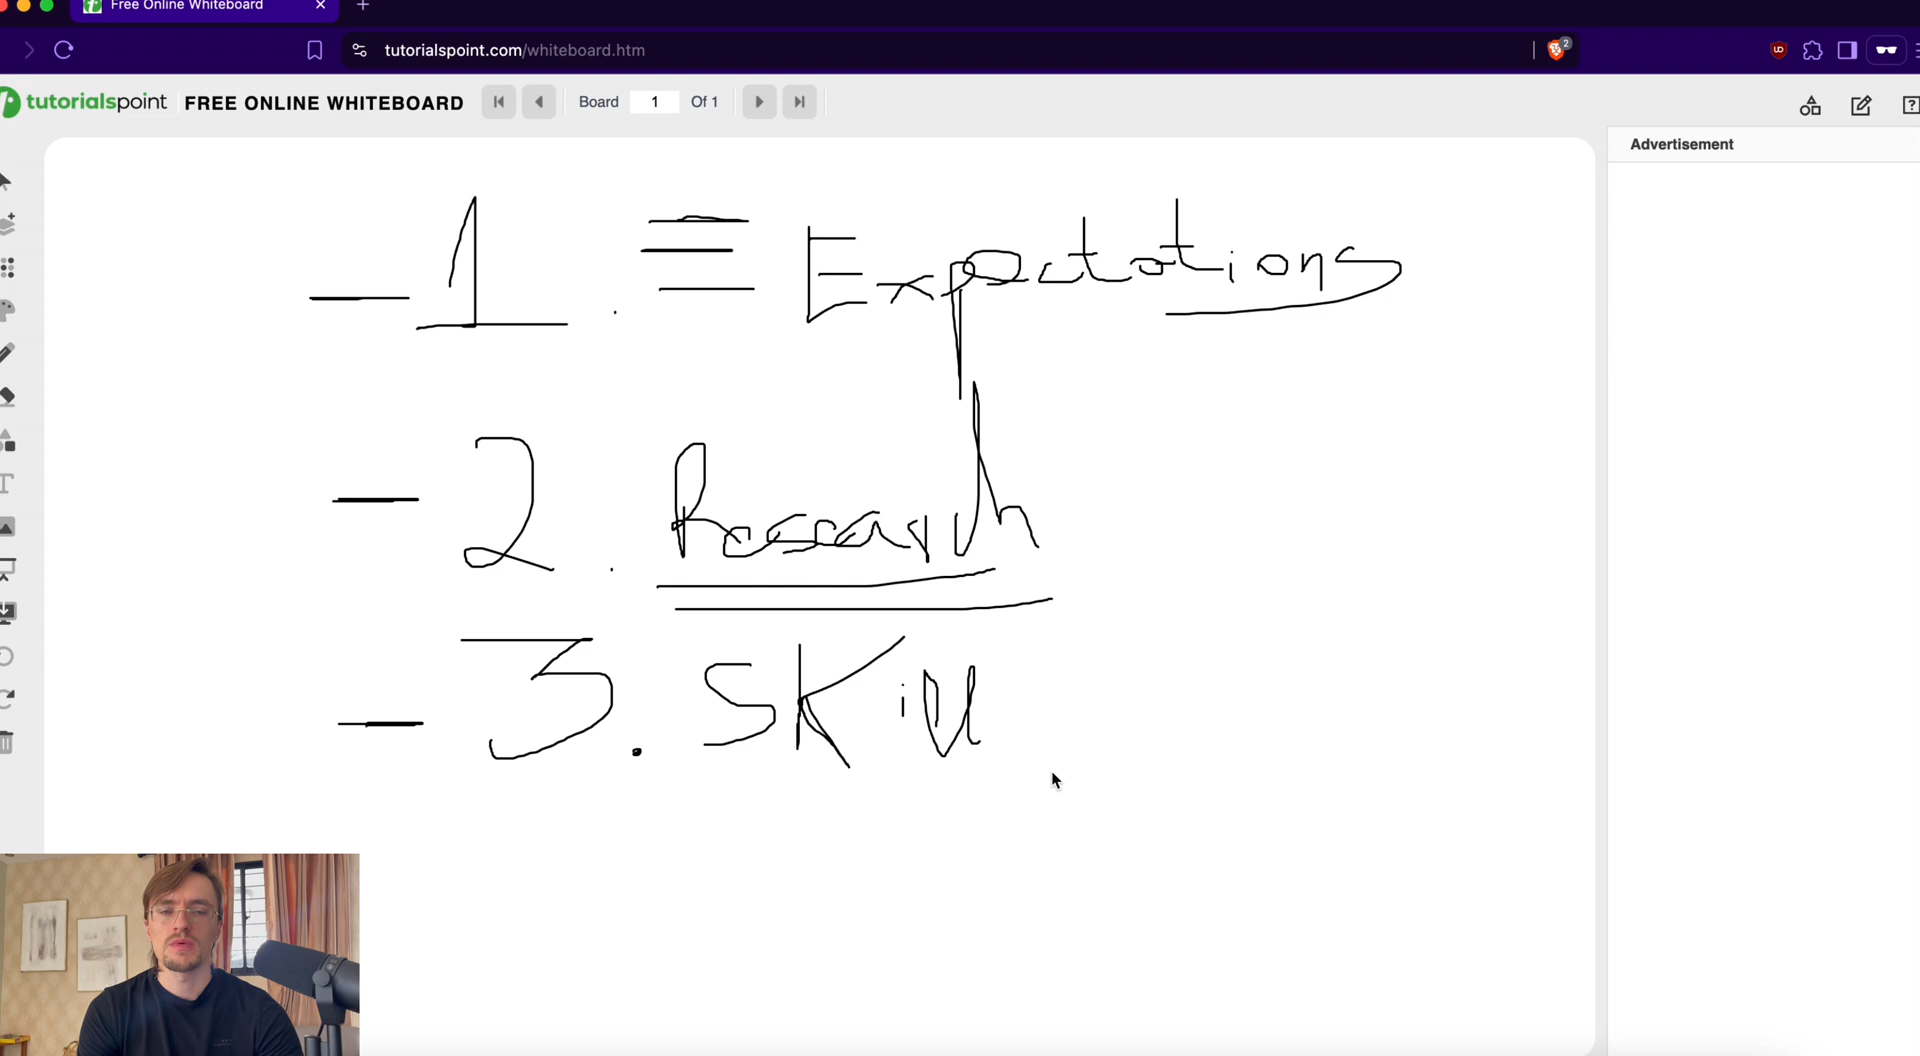 Free Online Whiteboard
tutorialspoint.com/whiteboard.htm
2
tutorialspoint FREE ONLINE WHITEBOARD Board 1 Of 1
Advertisement
1. Expectations
2. Research
3. Skill